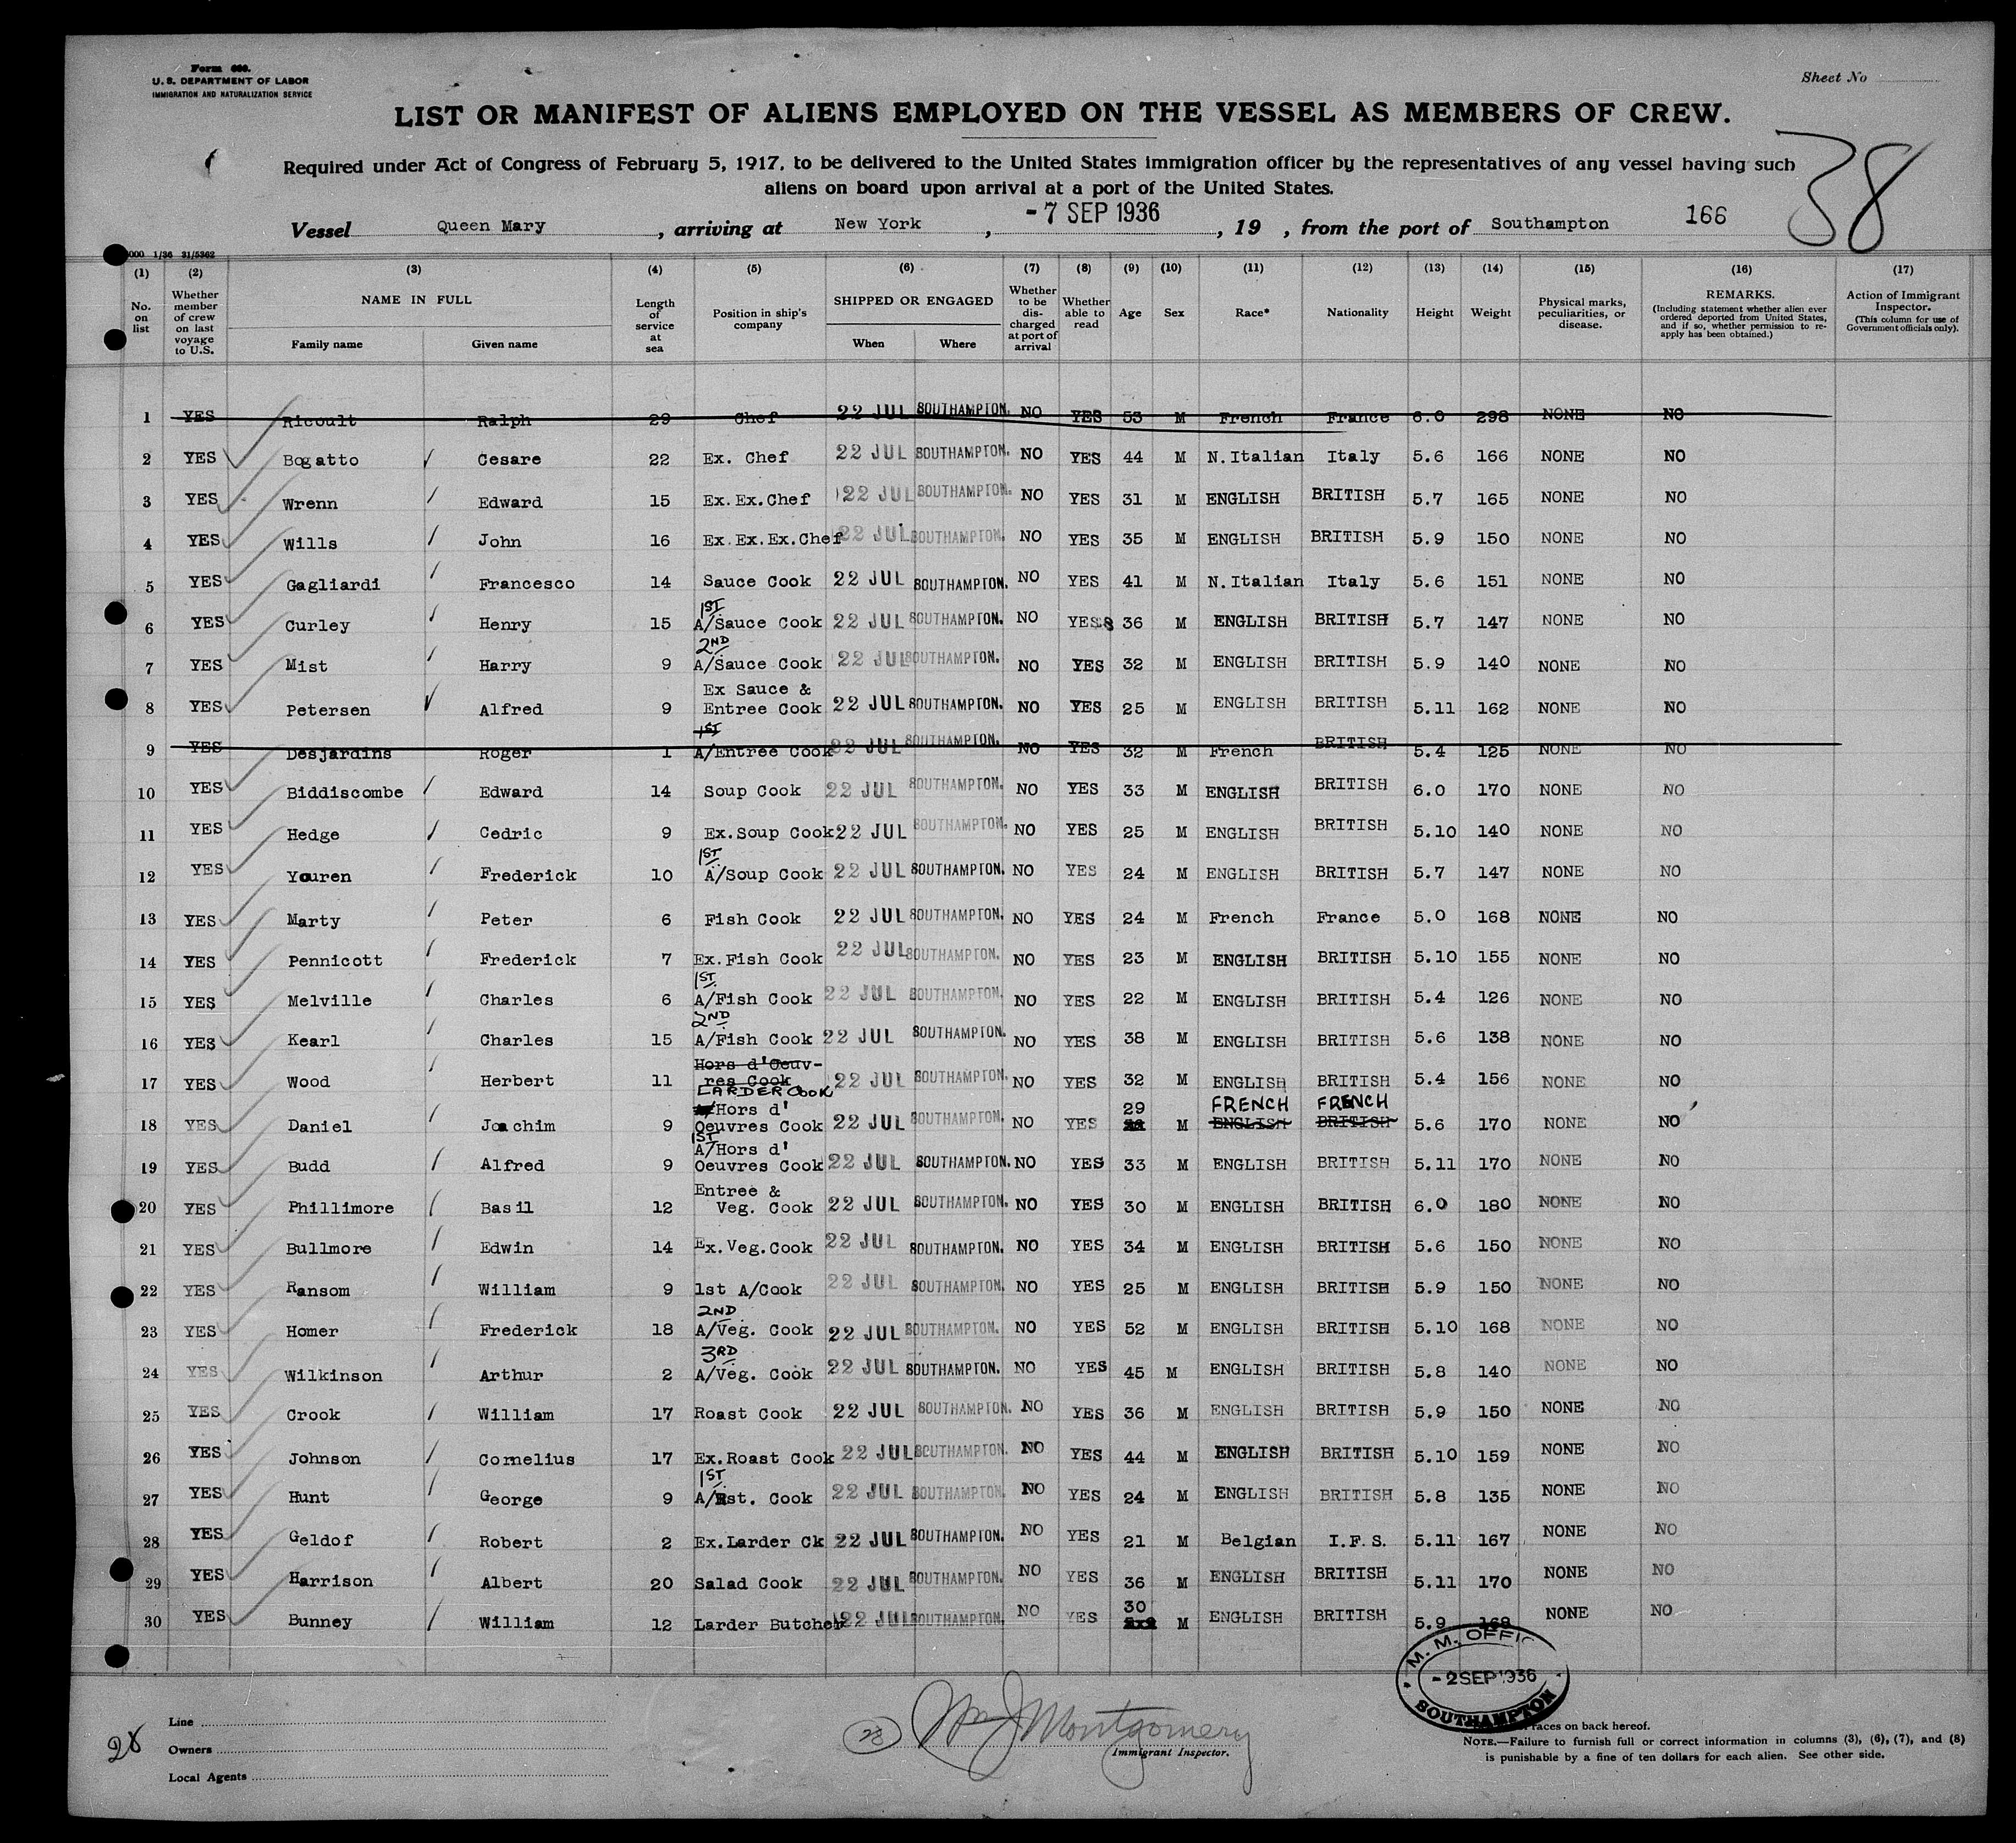 Form 680.
U. S. DEPARTMENT OF LABOR
IMMIGRATION AND NATURALIZATION SERVICE
Sheet No
LIST OR MANIFEST OF ALIENS EMPLOYED ON THE VESSEL AS MEMBERS OF CREW.
38
Required under Act of Congress of February 5, 1917, to be delivered to the United States immigration officer by the representatives of any vessel having such
aliens on board upon arrival at a port of the United States.
Vessel Queen Mary, arriving at New York, - 7 SEP 1936, 19 , from the port of Southampton 166
000 1/36 31/5362
(1) (2) (3) (4) (5) (6) (7) (8) (9) (10) (11) (12) (13) (14) (15) (16) (17)
No. on list
Whether member of crew on last voyage to U.S.
NAME IN FULL
Family name Given name
Length of service at sea
Position in ship's company
SHIPPED OR ENGAGED
When Where
Whether to be discharged at port of arrival
Whether able to read
Age
Sex
Race*
Nationality
Height
Weight
Physical marks, peculiarities, or disease.
REMARKS.
(Including statement whether alien ever ordered deported from United States, and if so, whether permission to re-apply has been obtained.)
Action of Immigrant Inspector.
(This column for use of Government officials only).
1 YES Ricoult Ralph 29 Chef 22 JUL SOUTHAMPTON. NO YES 53 M French France 6.0 298 NONE NO
2 YES Bogatto Cesare 22 Ex. Chef 22 JUL SOUTHAMPTON. NO YES 44 M N.Italian Italy 5.6 166 NONE NO
3 YES Wrenn Edward 15 Ex.Ex.Chef 22 JUL SOUTHAMPTON. NO YES 31 M ENGLISH BRITISH 5.7 165 NONE NO
4 YES Wills John 16 Ex.Ex.Ex.Chef 22 JUL SOUTHAMPTON. NO YES 35 M ENGLISH BRITISH 5.9 150 NONE NO
5 YES Gagliardi Francesco 14 Sauce Cook 22 JUL SOUTHAMPTON. NO YES 41 M N.Italian Italy 5.6 151 NONE NO
1ST
6 YES Curley Henry 15 A/Sauce Cook 22 JUL SOUTHAMPTON. NO YES 36 M ENGLISH BRITISH 5.7 147 NONE NO
2ND
7 YES Mist Harry 9 A/Sauce Cook 22 JUL SOUTHAMPTON. NO YES 32 M ENGLISH BRITISH 5.9 140 NONE NO
Ex Sauce &
8 YES Petersen Alfred 9 Entree Cook 22 JUL SOUTHAMPTON. NO YES 25 M ENGLISH BRITISH 5.11 162 NONE NO
1ST
9 YES Desjardins Roger 1 A/Entree Cook 22 JUL SOUTHAMPTON. NO YES 32 M French BRITISH 5.4 125 NONE NO
10 YES Biddiscombe Edward 14 Soup Cook 22 JUL SOUTHAMPTON. NO YES 33 M ENGLISH BRITISH 6.0 170 NONE NO
11 YES Hedge Cedric 9 Ex.Soup Cook 22 JUL SOUTHAMPTON. NO YES 25 M ENGLISH BRITISH 5.10 140 NONE NO
1ST
12 YES Youren Frederick 10 A/Soup Cook 22 JUL SOUTHAMPTON. NO YES 24 M ENGLISH BRITISH 5.7 147 NONE NO
13 YES Marty Peter 6 Fish Cook 22 JUL SOUTHAMPTON. NO YES 24 M French France 5.0 168 NONE NO
14 YES Pennicott Frederick 7 Ex.Fish Cook 22 JUL SOUTHAMPTON. NO YES 23 M ENGLISH BRITISH 5.10 155 NONE NO
1ST
15 YES Melville Charles 6 A/Fish Cook 22 JUL SOUTHAMPTON. NO YES 22 M ENGLISH BRITISH 5.4 126 NONE NO
2ND
16 YES Kearl Charles 15 A/Fish Cook 22 JUL SOUTHAMPTON. NO YES 38 M ENGLISH BRITISH 5.6 138 NONE NO
Hors d'Oeuv-
17 YES Wood Herbert 11 res Cook 22 JUL SOUTHAMPTON. NO YES 32 M ENGLISH BRITISH 5.4 156 NONE NO
LARDER COOK
Hors d' 29 FRENCH FRENCH
18 YES Daniel Joachim 9 Oeuvres Cook 22 JUL SOUTHAMPTON. NO YES M ENGLISH BRITISH 5.6 170 NONE NO
1ST
A/Hors d'
19 YES Budd Alfred 9 Oeuvres Cook 22 JUL SOUTHAMPTON. NO YES 33 M ENGLISH BRITISH 5.11 170 NONE NO
Entree &
20 YES Phillimore Basil 12 Veg. Cook 22 JUL SOUTHAMPTON. NO YES 30 M ENGLISH BRITISH 6.0 180 NONE NO
21 YES Bullmore Edwin 14 Ex.Veg.Cook 22 JUL SOUTHAMPTON. NO YES 34 M ENGLISH BRITISH 5.6 150 NONE NO
22 YES Ransom William 9 1st A/Cook 22 JUL SOUTHAMPTON. NO YES 25 M ENGLISH BRITISH 5.9 150 NONE NO
2ND
23 YES Homer Frederick 18 A/Veg. Cook 22 JUL SOUTHAMPTON. NO YES 52 M ENGLISH BRITISH 5.10 168 NONE NO
3RD
24 YES Wilkinson Arthur 2 A/Veg. Cook 22 JUL SOUTHAMPTON. NO YES 45 M ENGLISH BRITISH 5.8 140 NONE NO
25 YES Crook William 17 Roast Cook 22 JUL SOUTHAMPTON. NO YES 36 M ENGLISH BRITISH 5.9 150 NONE NO
26 YES Johnson Cornelius 17 Ex.Roast Cook 22 JUL SOUTHAMPTON. NO YES 44 M ENGLISH BRITISH 5.10 159 NONE NO
1ST
27 YES Hunt George 9 A/Rst. Cook 22 JUL SOUTHAMPTON. NO YES 24 M ENGLISH BRITISH 5.8 135 NONE NO
28 YES Geldof Robert 2 Ex.Larder Ck 22 JUL SOUTHAMPTON. NO YES 21 M Belgian I.F.S. 5.11 167 NONE NO
29 YES Harrison Albert 20 Salad Cook 22 JUL SOUTHAMPTON. NO YES 36 M ENGLISH BRITISH 5.11 170 NONE NO
30
30 YES Bunney William 12 Larder Butcher 22 JUL SOUTHAMPTON. NO YES M ENGLISH BRITISH 5.9 168 NONE NO
M. M. OFFIC
- 2 SEP 1936
SOUTHAMPTON
Line
Owners
Local Agents
28
28
Wm J Montgomery
Immigrant Inspector.
races on back hereof.
NOTE.—Failure to furnish full or correct information in columns (3), (6), (7), and (8)
is punishable by a fine of ten dollars for each alien. See other side.